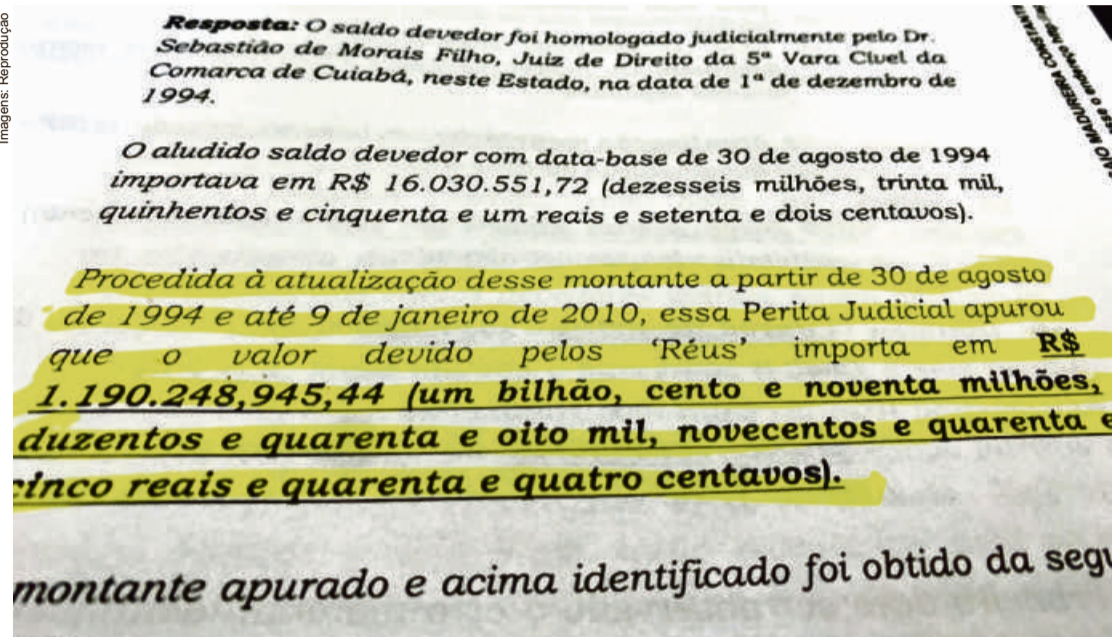 Imagens: Reprodução
Resposta: O saldo devedor foi homologado judicialmente pelo Dr.
Sebastião de Morais Filho, Juiz de Direito da 5ª Vara Cível da
Comarca de Cuiabá, neste Estado, na data de 1ª de dezembro de
1994.
O aludido saldo devedor com data-base de 30 de agosto de 1994
importava em R$ 16.030.551,72 (dezesseis milhões, trinta mil,
quinhentos e cinquenta e um reais e setenta e dois centavos).
Procedida à atualização desse montante a partir de 30 de agosto
de 1994 e até 9 de janeiro de 2010, essa Perita Judicial apurou
que o valor devido pelos 'Réus' importa em R$
1.190.248,945,44 (um bilhão, cento e noventa milhões,
duzentos e quarenta e oito mil, novecentos e quarenta e
cinco reais e quarenta e quatro centavos).
montante apurado e acima identificado foi obtido da segu
MADUREIRA